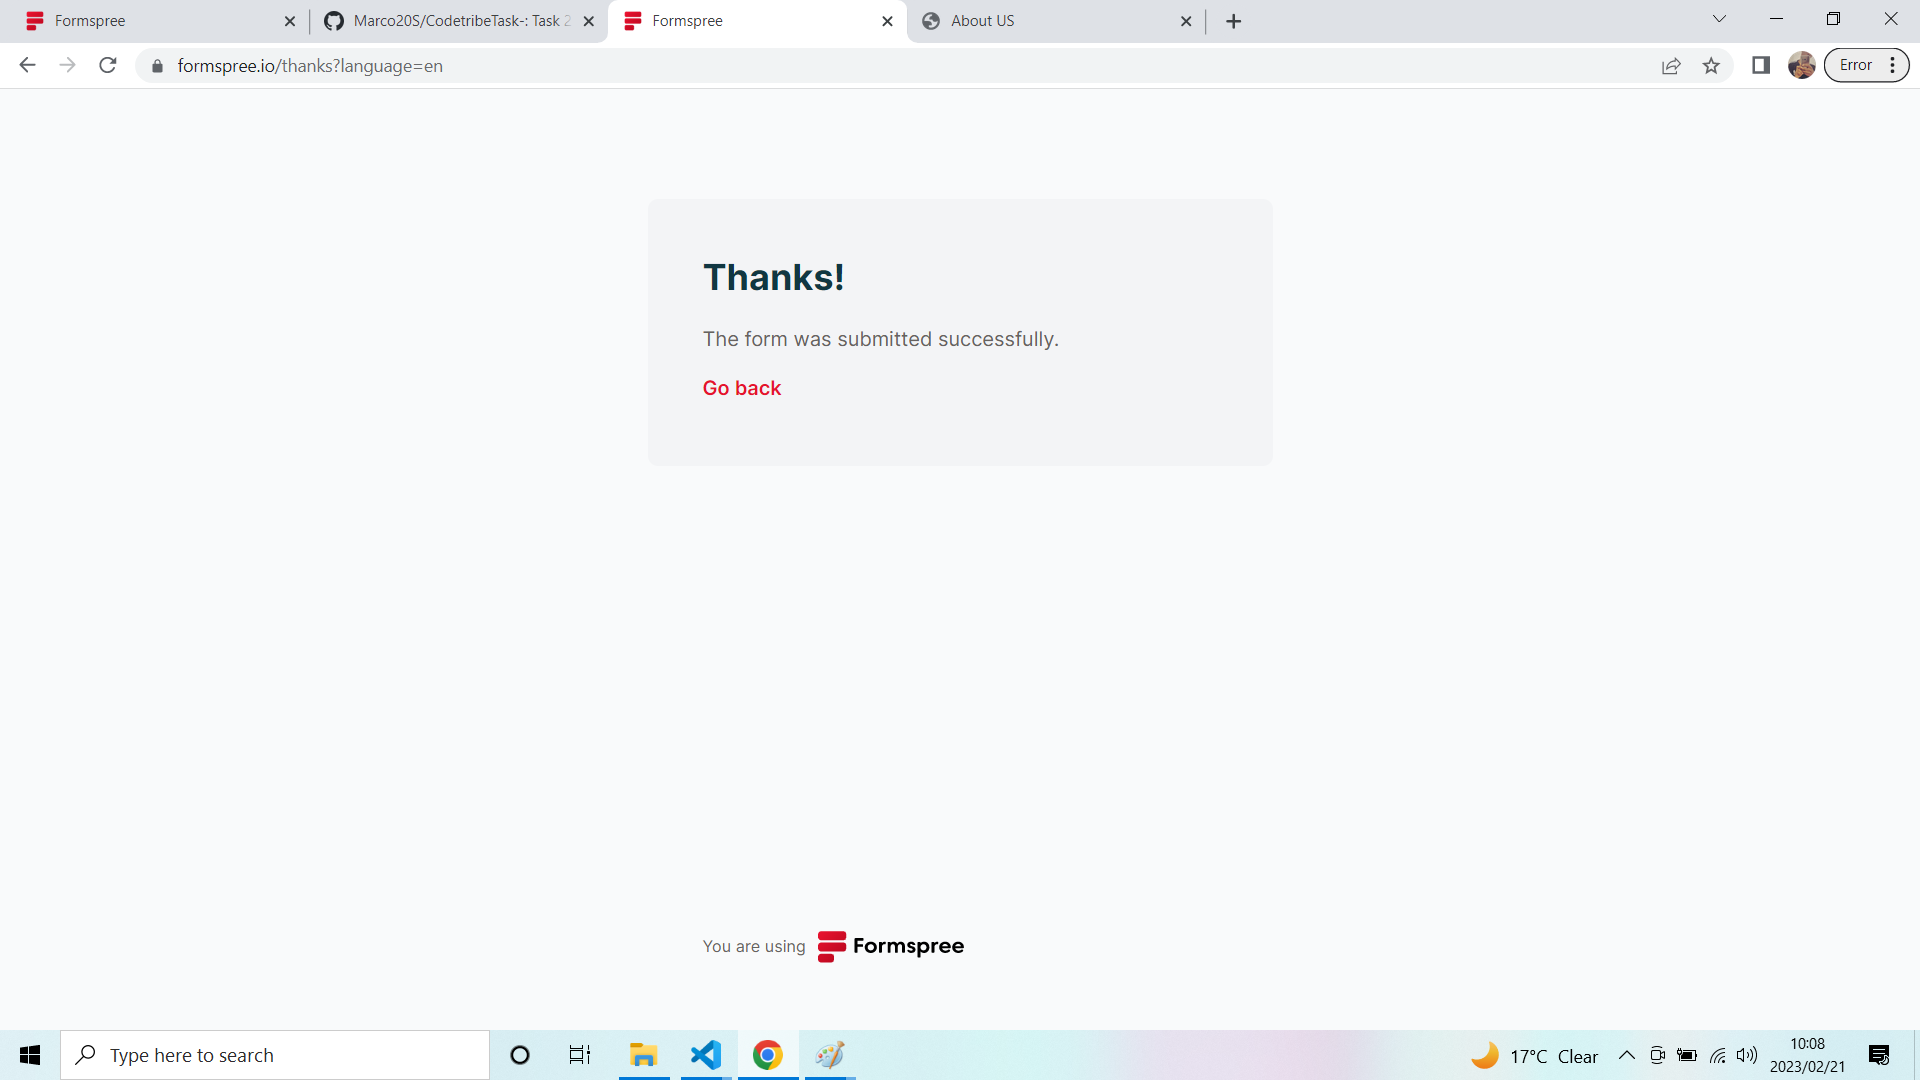 Formspree
Marco20S/CodetribeTask-: Task 2
Formspree
About US
formspree.io/thanks?language=en
Error
Thanks!
The form was submitted successfully.
Go back
You are using Formspree
Type here to search
17°C Clear
10:08
2023/02/21